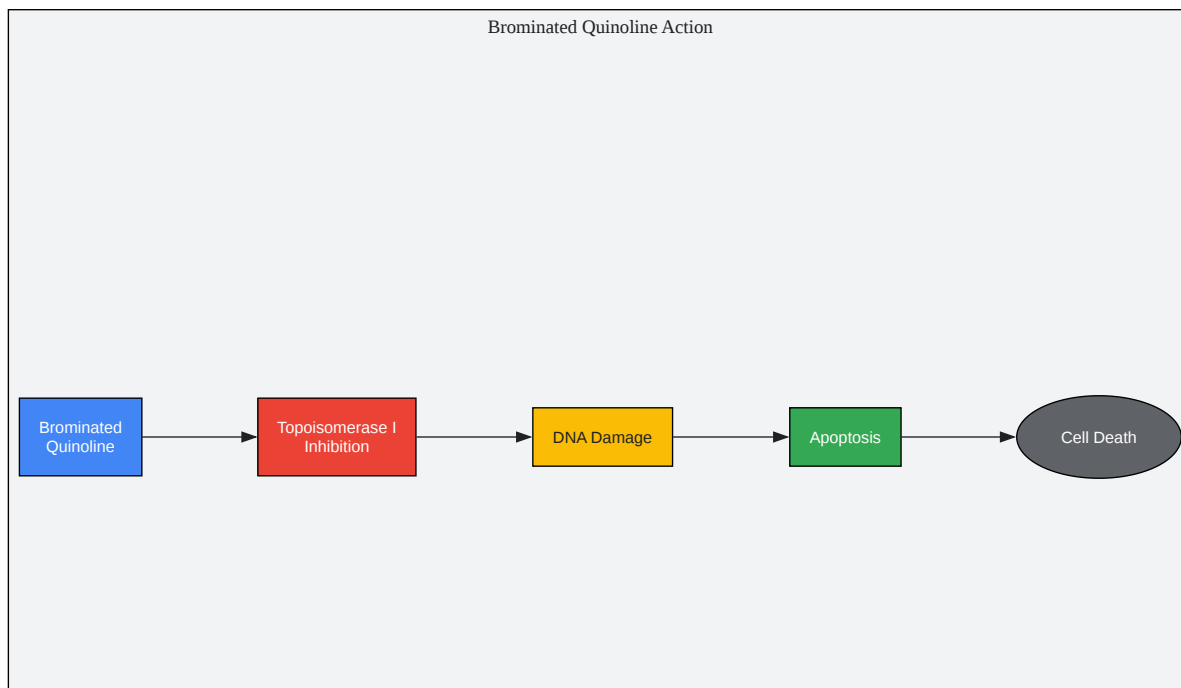 Brominated Quinoline Action
Brominated
Quinoline
Topoisomerase I
Inhibition
DNA Damage
Apoptosis
Cell Death